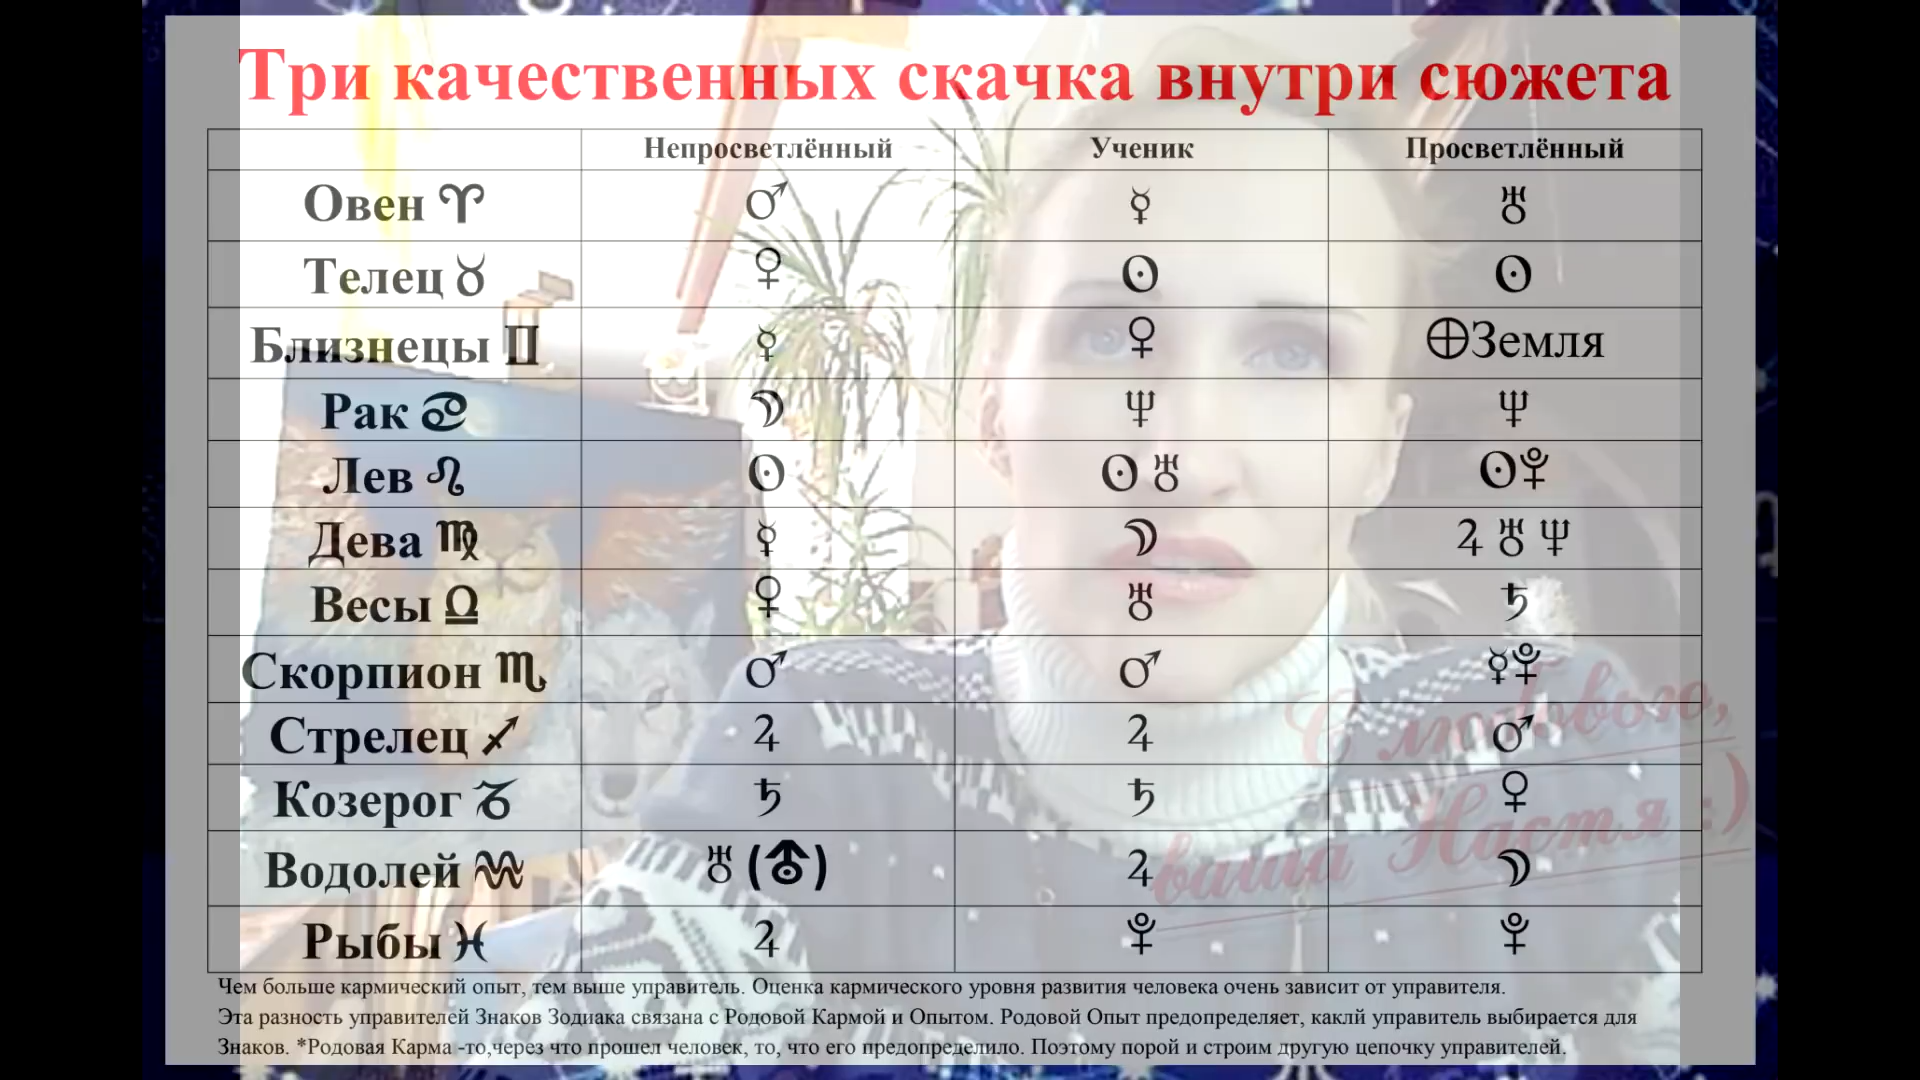 Три качественных скачка внутри сюжета
Непросветлённый Ученик Просветлённый
Овен ♈ ♂ ☿ ♅
Телец ♉ ♀ ☉ ☉
Близнецы ♊ ☿ ♀ ⊕Земля
Рак ♋ ☽ ♆ ♆
Лев ♌ ☉ ☉ ♅ ☉♇
Дева ♍ ☿ ☽ ♃ ♅ ♆
Весы ♎ ♀ ♅ ♄
Скорпион ♏ ♂ ♂ ☿♇
Стрелец ♐ ♃ ♃ ♂
Козерог ♑ ♄ ♄ ♀
Водолей ♒ ♅ (⛢) ♃ ☽
Рыбы ♓ ♃ ♇ ♇
Чем больше кармический опыт, тем выше управитель. Оценка кармического уровня развития человека очень зависит от управителя.
Эта разность управителей Знаков Зодиака связана с Родовой Кармой и Опытом. Родовой Опыт предопределяет, каклй управитель выбирается для
Знаков. *Родовая Карма -то,через что прошел человек, то, что его предопределило. Поэтому порой и строим другую цепочку управителей.
С любовью,
ваша Настя :)